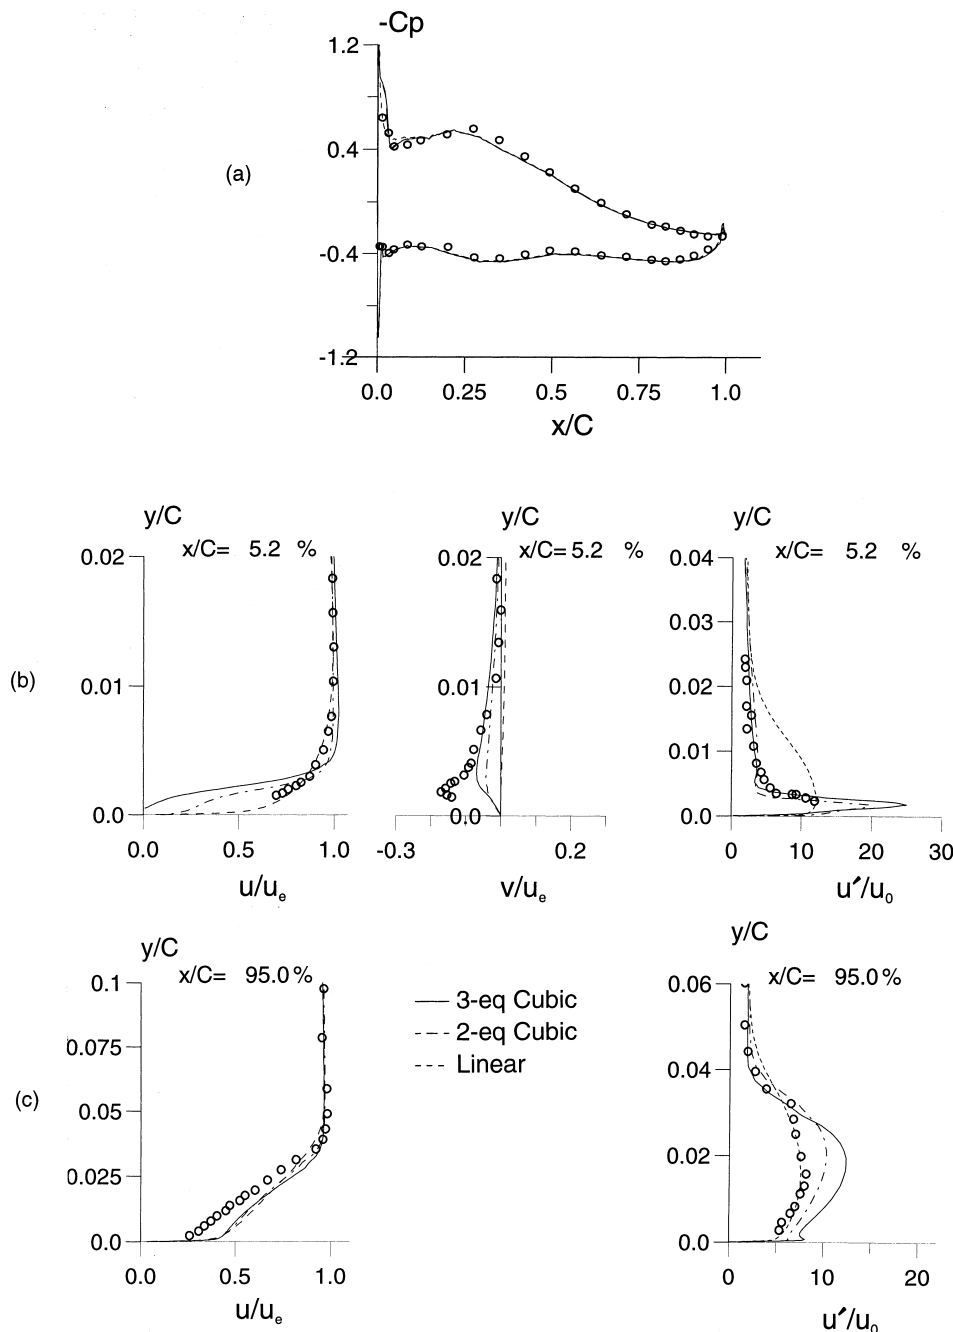 -Cp
1.2
0.4
-0.4
-1.2
(a)
0.0 0.25 0.5 0.75 1.0
x/C
y/C
x/C= 5.2 %
0.02
0.01
0.0
0.0 0.5 1.0
u/ue
(b)
y/C
x/C= 5.2 %
0.02
0.01
0.0
-0.3 0.2
v/ue
y/C
x/C= 5.2 %
0.04
0.03
0.02
0.01
0.0
0 10 20 30
u′/u0
y/C
x/C= 95.0 %
0.1
0.075
0.05
0.025
0.0
0.0 0.5 1.0
u/ue
(c)
3-eq Cubic
2-eq Cubic
Linear
y/C
x/C= 95.0 %
0.06
0.04
0.02
0.0
0 10 20
u′/u0